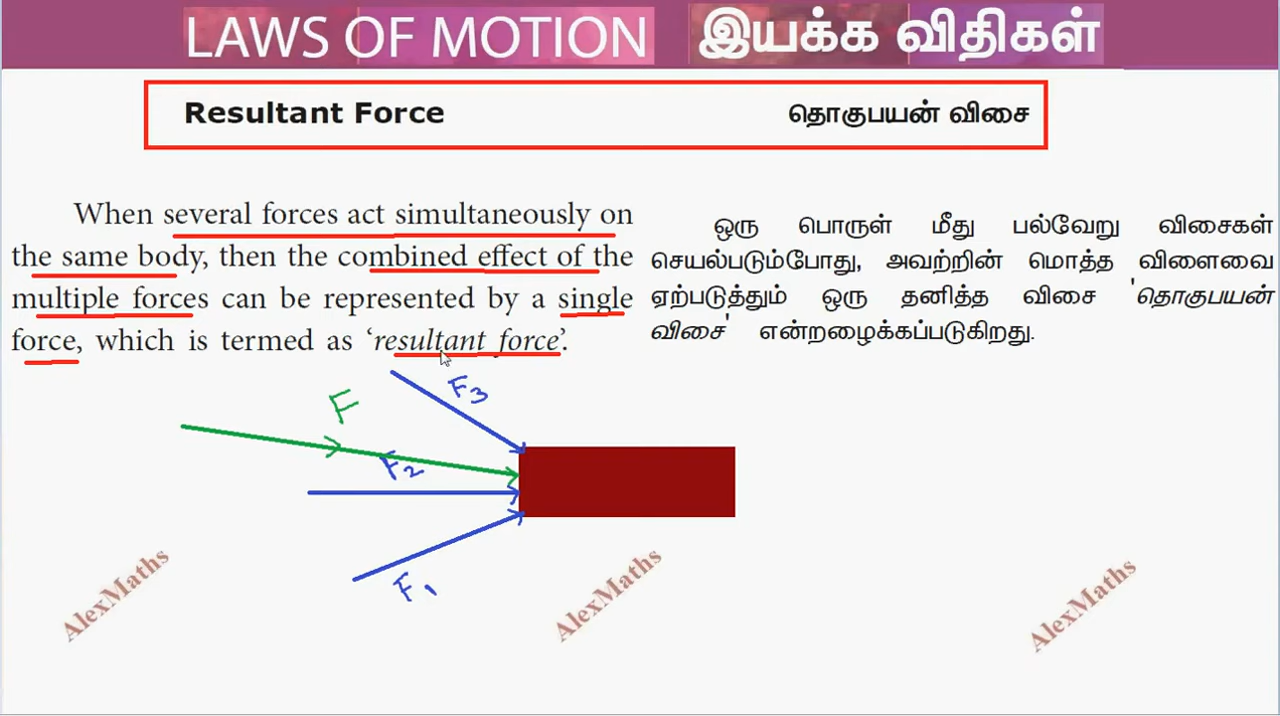 LAWS OF MOTION இயக்க விதிகள்
Resultant Force தொகுபயன் விசை
When several forces act simultaneously on
the same body, then the combined effect of the
multiple forces can be represented by a single
force, which is termed as ‘resultant force’.
ஒரு பொருள் மீது பல்வேறு விசைகள்
செயல்படும்போது, அவற்றின் மொத்த விளைவை
ஏற்படுத்தும் ஒரு தனித்த விசை 'தொகுபயன்
விசை' என்றழைக்கப்படுகிறது.
F3
F
F2
F1
AlexMaths
AlexMaths
AlexMaths